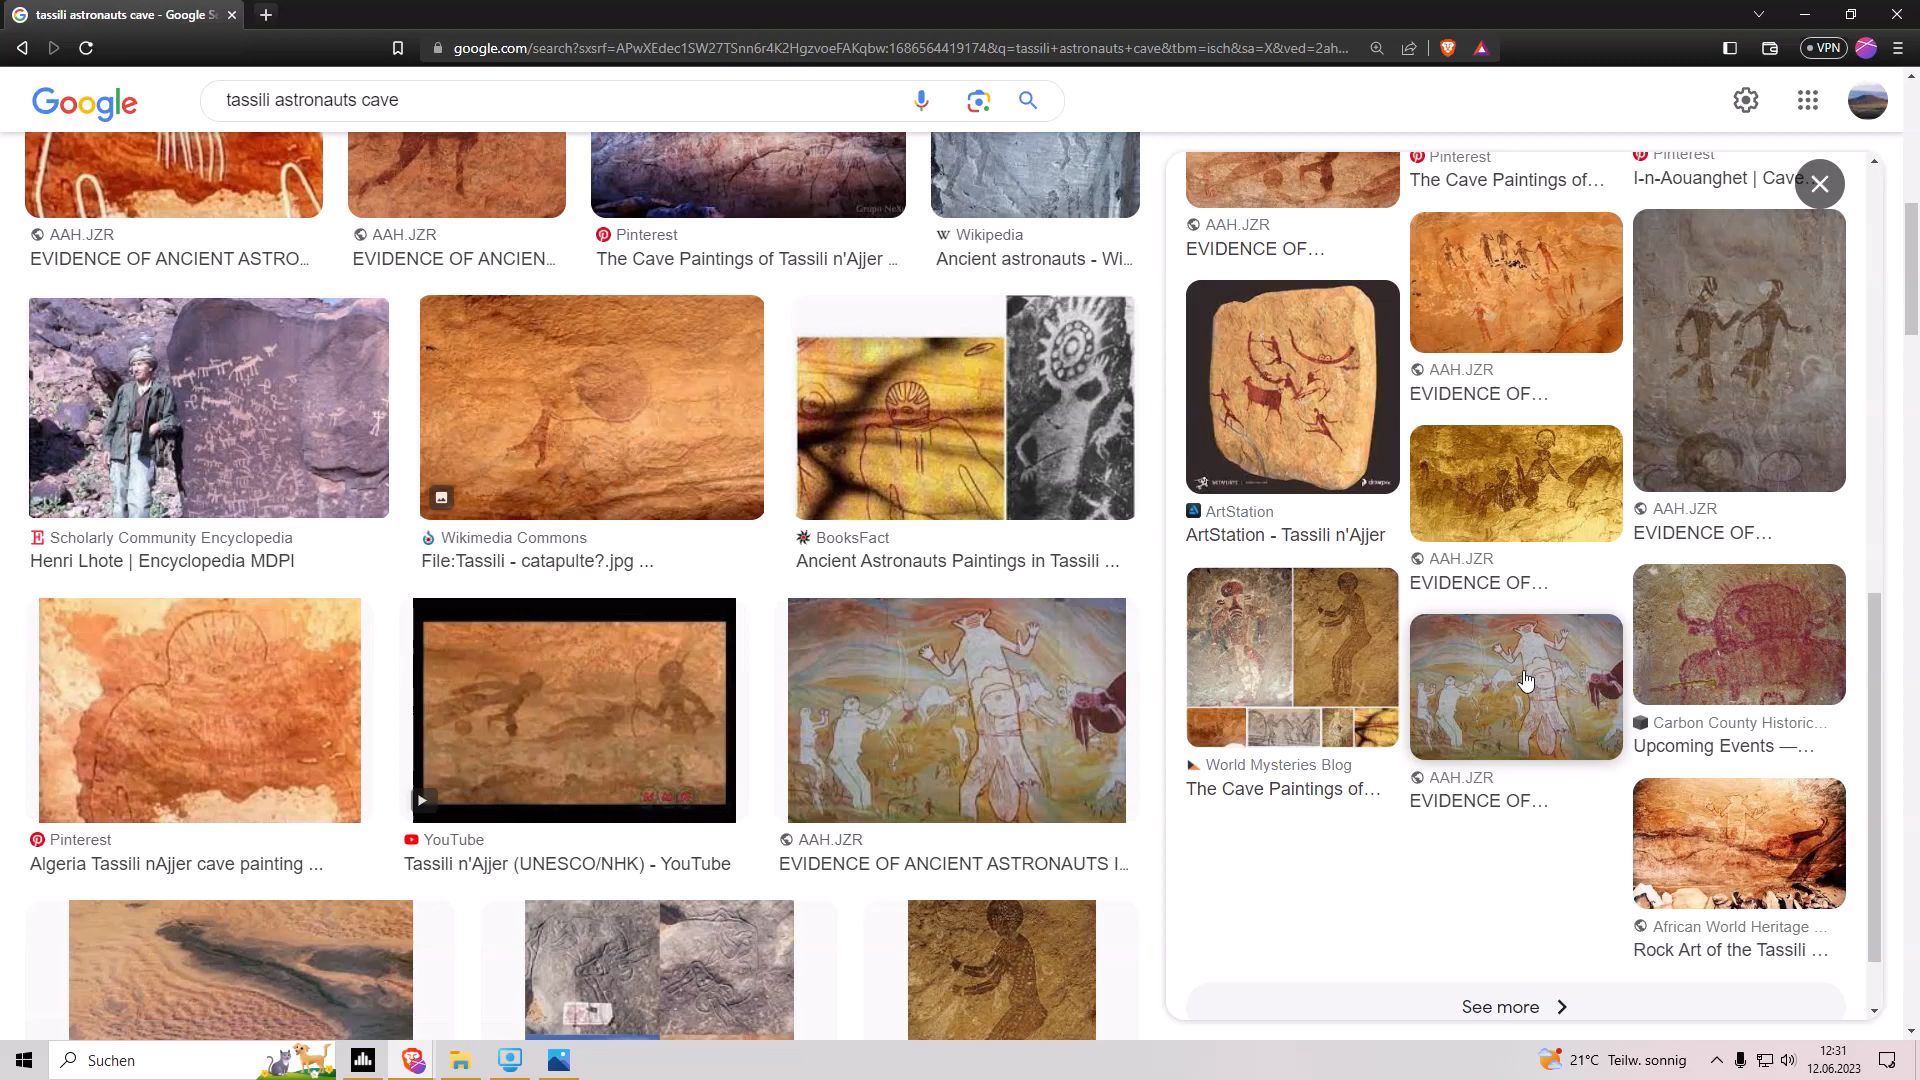 tassili astronauts cave - Google S
google.com/search?sxsrf=APwXEdec1SW27TSnn6r4K2HgzvoeFAKqbw:1686564419174&q=tassili+astronauts+cave&tbm=isch&sa=X&ved=2ah...
VPN
Google
tassili astronauts cave
AAH.JZR
EVIDENCE OF ANCIENT ASTRO...
AAH.JZR
EVIDENCE OF ANCIEN...
Pinterest
The Cave Paintings of Tassili n'Ajjer ...
Wikipedia
Ancient astronauts - Wi...
Scholarly Community Encyclopedia
Henri Lhote | Encyclopedia MDPI
Wikimedia Commons
File:Tassili - catapulte?.jpg ...
BooksFact
Ancient Astronauts Paintings in Tassili ...
Pinterest
Algeria Tassili nAjjer cave painting ...
YouTube
Tassili n'Ajjer (UNESCO/NHK) - YouTube
AAH.JZR
EVIDENCE OF ANCIENT ASTRONAUTS I...
AAH.JZR
EVIDENCE OF...
ArtStation
ArtStation - Tassili n'Ajjer
World Mysteries Blog
The Cave Paintings of...
Pinterest
The Cave Paintings of...
AAH.JZR
EVIDENCE OF...
AAH.JZR
EVIDENCE OF...
AAH.JZR
EVIDENCE OF...
Pinterest
I-n-Aouanghet | Cave
AAH.JZR
EVIDENCE OF...
Carbon County Historic...
Upcoming Events —...
African World Heritage ...
Rock Art of the Tassili ...
See more
Suchen
21°C Teilw. sonnig
12:31
12.06.2023